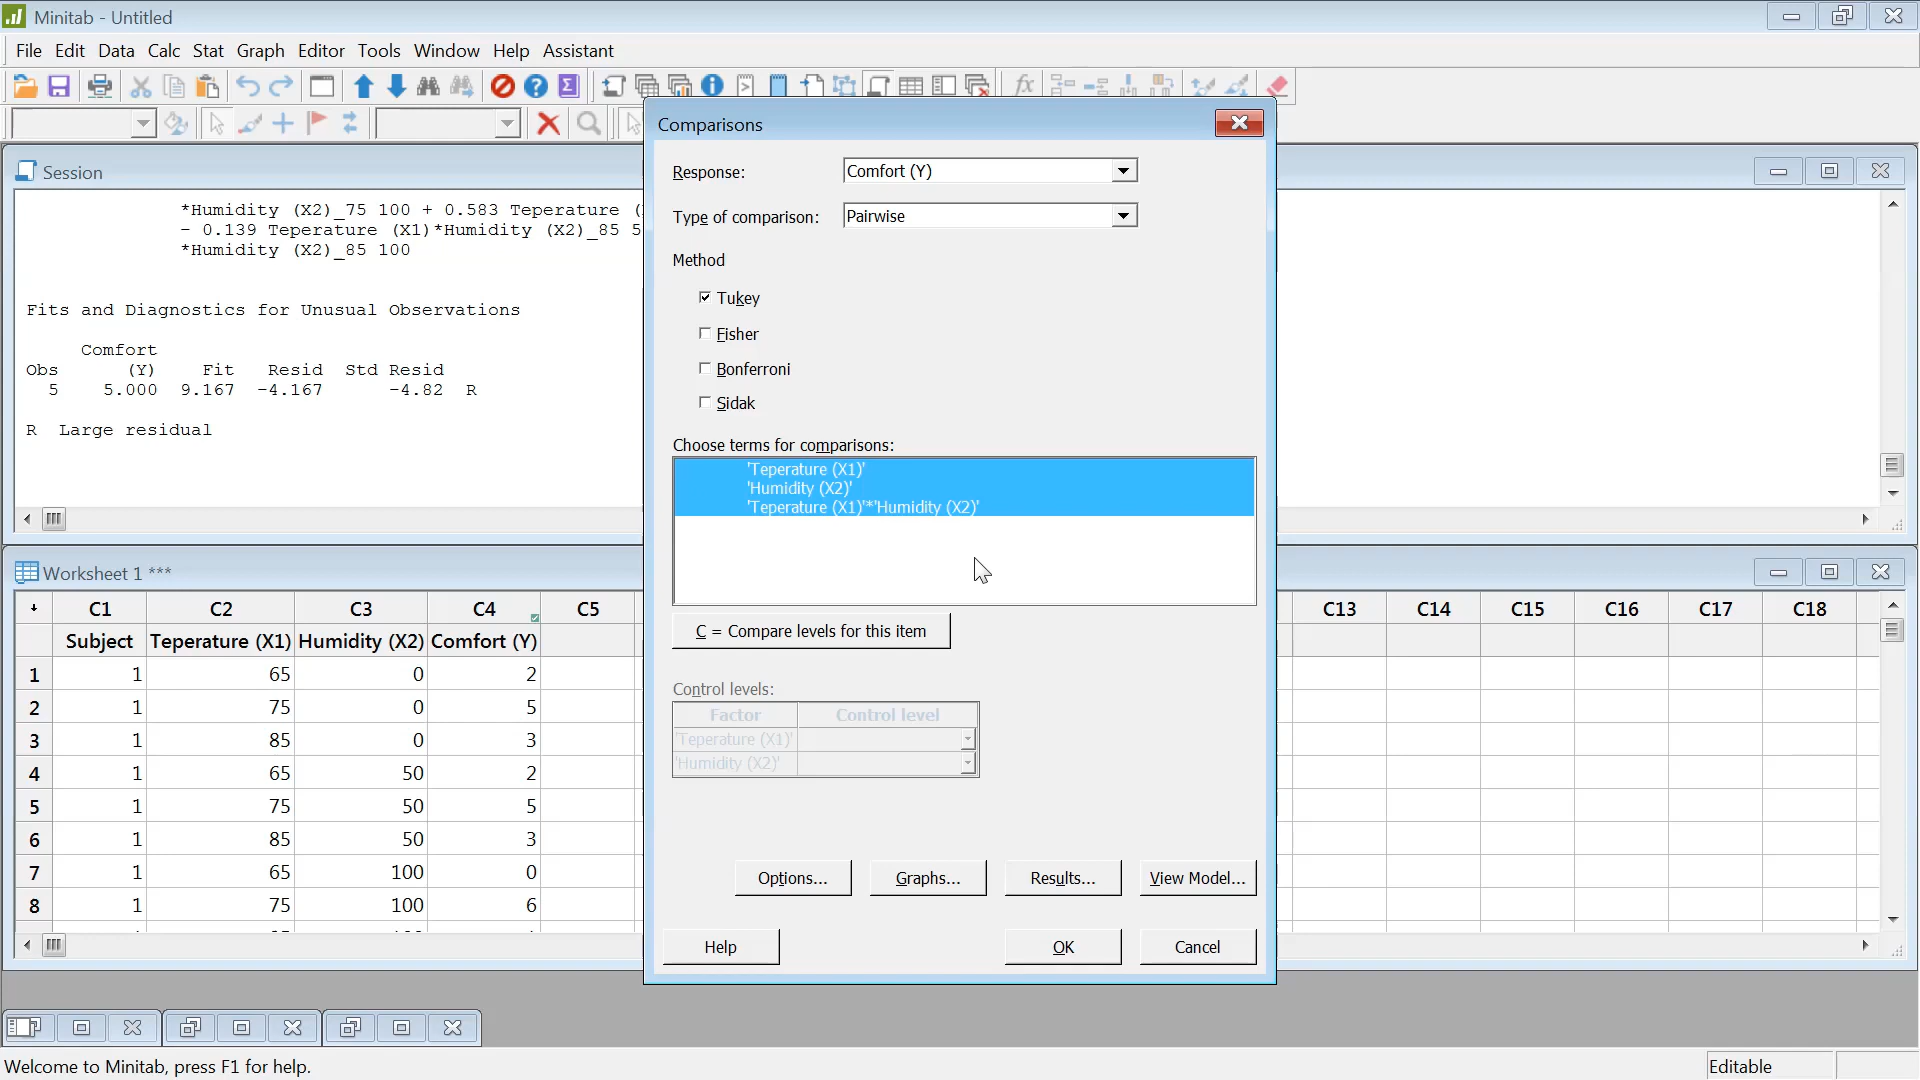 Minitab - Untitled
File Edit Data Calc Stat Graph Editor Tools Window Help Assistant
Session
*Humidity (X2)_75 100 + 0.583 Teperature (
- 0.139 Teperature (X1)*Humidity (X2)_85 5
*Humidity (X2)_85 100
Fits and Diagnostics for Unusual Observations
Comfort
Obs (Y) Fit Resid Std Resid
5 5.000 9.167 -4.167 -4.82 R
R Large residual
Comparisons
Response: Comfort (Y)
Type of comparison: Pairwise
Method
Tukey
Fisher
Bonferroni
Sidak
Choose terms for comparisons:
'Teperature (X1)'
'Humidity (X2)'
'Teperature (X1)'*'Humidity (X2)'
C = Compare levels for this item
Control levels:
Factor Control level
'Teperature (X1)'
'Humidity (X2)'
Options... Graphs... Results... View Model...
Help OK Cancel
Worksheet 1 ***
C1 C2 C3 C4 C5 C13 C14 C15 C16 C17 C18
Subject Teperature (X1) Humidity (X2) Comfort (Y)
1 1 65 0 2
2 1 75 0 5
3 1 85 0 3
4 1 65 50 2
5 1 75 50 5
6 1 85 50 3
7 1 65 100 0
8 1 75 100 6
Welcome to Minitab, press F1 for help.
Editable